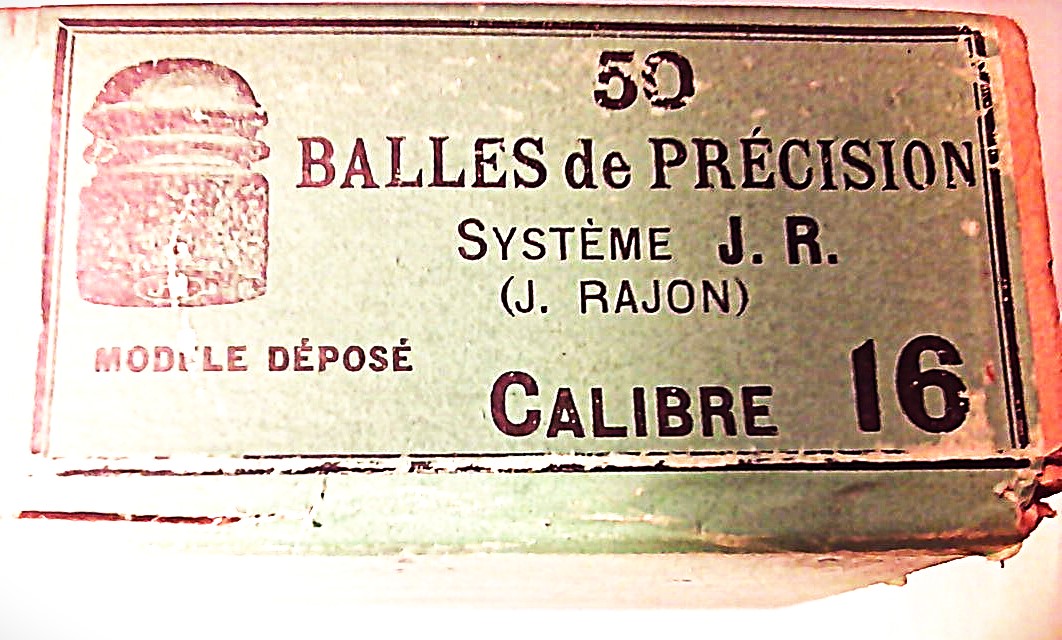 50
BALLES de PRÉCISION
SYSTÈME J. R.
(J. RAJON)
MODÈLE DÉPOSÉ
CALIBRE 16